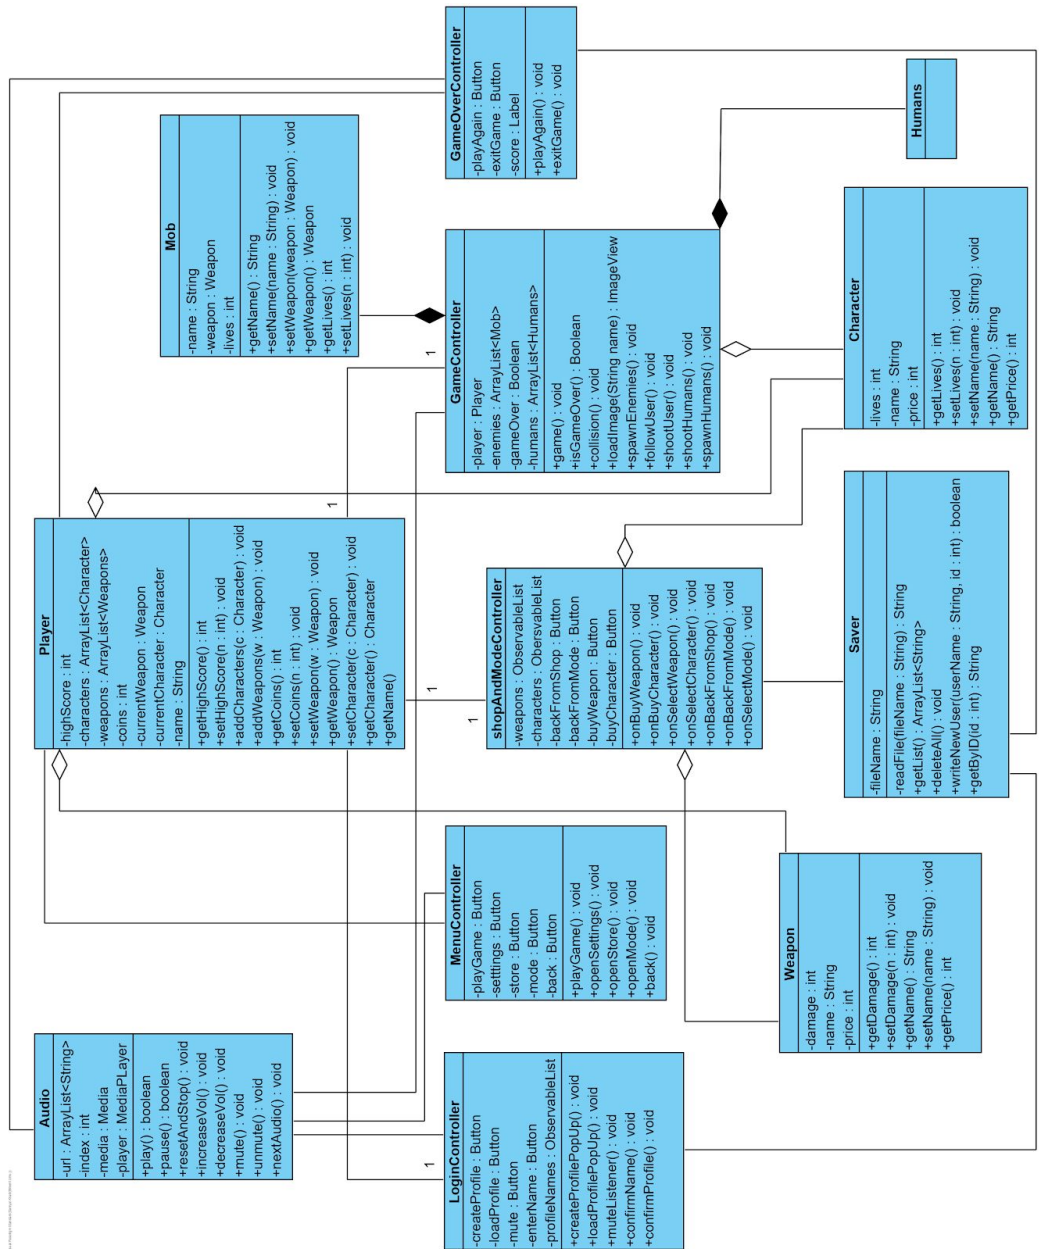 Audio
-url : ArrayList<String>
-index : int
-media : Media
-player : MediaPLayer
+play() : boolean
+pause() : boolean
+resetAndStop() : void
+increaseVol() : void
+decreaseVol() : void
+mute() : void
+unmute() : void
+nextAudio() : void
Player
-highScore : int
-characters : ArrayList<Character>
-weapons : ArrayList<Weapons>
-coins : int
-currentWeapon : Weapon
-currentCharacter : Character
-name : String
+getHighScore() : int
+setHighScore(n : int) : void
+addCharacters(c : Character) : void
+addWeapons(w : Weapon) : void
+getCoins() : int
+setCoins(n : int) : void
+setWeapon(w : Weapon) : void
+getWeapon() : Weapon
+setCharacter(c : Character) : void
+getCharacter() : Character
+getName()
Mob
-name : String
-weapon : Weapon
-lives : int
+getName() : String
+setName(name : String) : void
+setWeapon(weapon : Weapon) : void
+getWeapon() : Weapon
+getLives() : int
+setLives(n : int) : void
1
1
1
1
1
LoginController
-createProfile : Button
-loadProfile : Button
-mute : Button
-enterName : Button
-profileNames : ObservableList
+createProfilePopUp() : void
+loadProfilePopUp() : void
+muteListener() : void
+confirmName() : void
+confirmProfile() : void
MenuController
-playGame : Button
-setttings : Button
-store : Button
-mode : Button
-back : Button
+playGame() : void
+openSettings() : void
+openStore() : void
+openMode() : void
+back() : void
shopAndModeController
-weapons : ObservableList
-characters : ObersvableList
-backFromShop : Button
-backFromMode : Button
-buyWeapon : Button
-buyCharacter : Button
+onBuyWeapon() : void
+onBuyCharacter() : void
+onSelectWeapon() : void
+onSelectCharacter() : void
+onBackFromShop() : void
+onBackFromMode() : void
+onSelectMode() : void
GameController
-player : Player
-enemies : ArrayList<Mob>
-gameOver : Boolean
-humans : ArrayList<Humans>
+game() : void
+isGameOver() : Boolean
+collision() : void
+loadImage(String name) : ImageView
+spawnEnemies() : void
+followUser() : void
+shootUser() : void
+shootHumans() : void
+spawnHumans() : void
GameOverController
-playAgain : Button
-exitGame : Button
-score : Label
+playAgain() : void
+exitGame() : void
Weapon
-damage : int
-name : String
-price : int
+getDamage() : int
+setDamage(n : int) : void
+getName() : String
+setName(name : String) : void
+getPrice() : int
Saver
-fileName : String
-readFile(fileName : String) : String
+getList() : ArrayList<String>
+deleteAll() : void
+writeNewUser(userName : String, id : int) : boolean
+getByID(id : int) : String
Character
-lives : int
-name : String
-price : int
+getLives() : int
+setLives(n : int) : void
+setName(name : String) : void
+getName() : String
+getPrice() : int
Humans